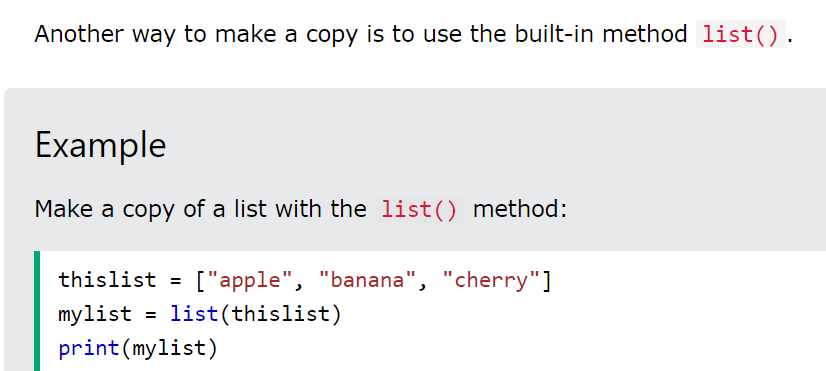 Another way to make a copy is to use the built-in method list().
Example
Make a copy of a list with the list() method:
thislist = ["apple", "banana", "cherry"]
mylist = list(thislist)
print(mylist)